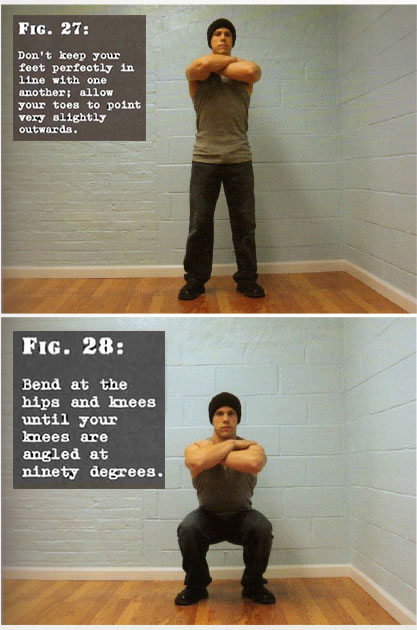 FIG. 27:
Don't keep your
feet perfectly in
line with one
another; allow
your toes to point
very slightly
outwards.
FIG. 28:
Bend at the
hips and knees
until your
knees are
angled at
ninety degrees.